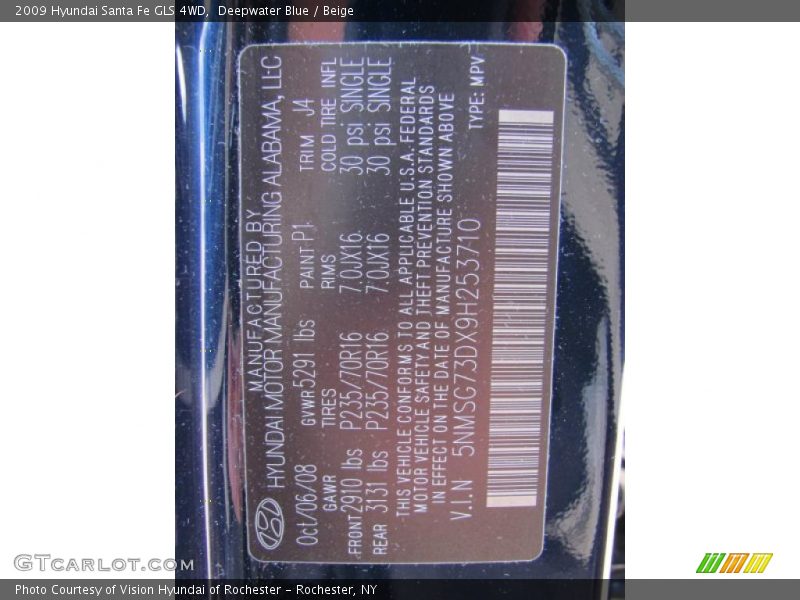 2009 Hyundai Santa Fe GLS 4WD,  Deepwater Blue / Beige
MANUFACTURED BY
HYUNDAI MOTOR MANUFACTURING ALABAMA, LLC
Oct/06/08 GVWR 5291 lbs PAINT P1 TRIM J4
GAWR TIRES RIMS COLD TIRE INFL
FRONT 2910 lbs P235/70R16 7.0JX16 30 psi SINGLE
REAR 3131 lbs P235/70R16 7.0JX16 30 psi SINGLE
THIS VEHICLE CONFORMS TO ALL APPLICABLE U.S.A. FEDERAL
MOTOR VEHICLE SAFETY AND THEFT PREVENTION STANDARDS
IN EFFECT ON THE DATE OF MANUFACTURE SHOWN ABOVE
V.I.N 5NMSG73DX9H253710 TYPE: MPV
GTCarLot.com
Photo Courtesy of Vision Hyundai of Rochester – Rochester, NY